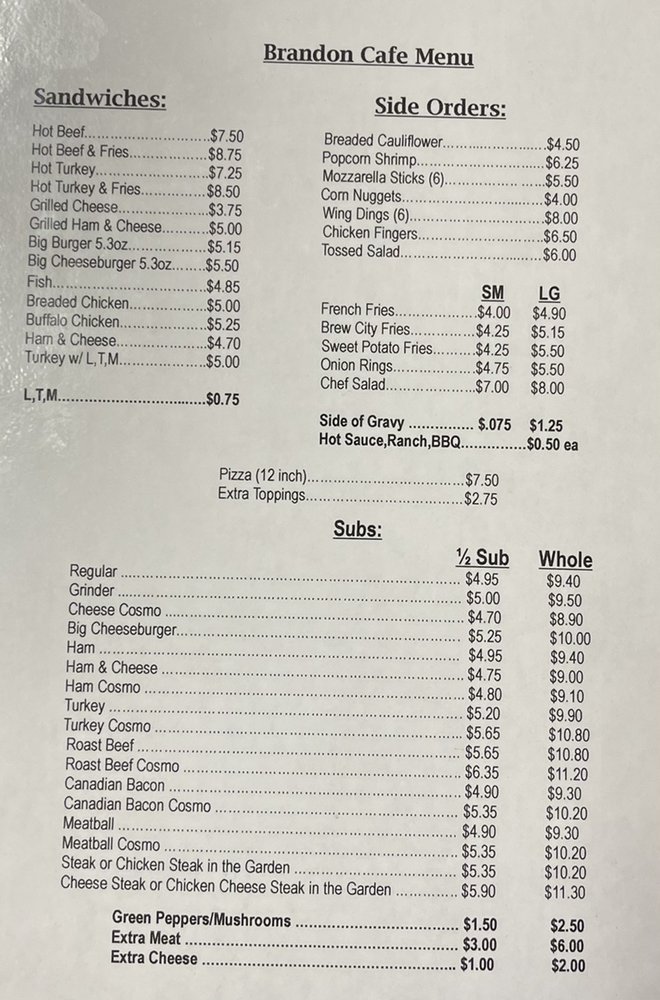 Brandon Cafe Menu
Sandwiches:
Hot Beef..............................$7.50
Hot Beef & Fries...................$8.75
Hot Turkey...........................$7.25
Hot Turkey & Fries................$8.50
Grilled Cheese......................$3.75
Grilled Ham & Cheese...........$5.00
Big Burger 5.3oz...................$5.15
Big Cheeseburger 5.3oz........$5.50
Fish.....................................$4.85
Breaded Chicken..................$5.00
Buffalo Chicken....................$5.25
Ham & Cheese.....................$4.70
Turkey w/ L,T,M....................$5.00
L,T,M..................................$0.75
Side Orders:
Breaded Cauliflower.........................$4.50
Popcorn Shrimp...............................$6.25
Mozzarella Sticks (6)........................$5.50
Corn Nuggets..................................$4.00
Wing Dings (6)................................$8.00
Chicken Fingers..............................$6.50
Tossed Salad..................................$6.00
SM LG
French Fries....................$4.00 $4.90
Brew City Fries...............$4.25 $5.15
Sweet Potato Fries..........$4.25 $5.50
Onion Rings....................$4.75 $5.50
Chef Salad......................$7.00 $8.00
Side of Gravy ............... $.075 $1.25
Hot Sauce,Ranch,BBQ...............$0.50 ea
Pizza (12 inch)......................................$7.50
Extra Toppings......................................$2.75
Subs:
½ Sub Whole
Regular .................................................. $4.95 $9.40
Grinder .................................................. $5.00 $9.50
Cheese Cosmo ........................................ $4.70 $8.90
Big Cheeseburger..................................... $5.25 $10.00
Ham ....................................................... $4.95 $9.40
Ham & Cheese ......................................... $4.75 $9.00
Ham Cosmo ............................................. $4.80 $9.10
Turkey .................................................... $5.20 $9.90
Turkey Cosmo .......................................... $5.65 $10.80
Roast Beef .............................................. $5.65 $10.80
Roast Beef Cosmo .................................... $6.35 $11.20
Canadian Bacon ....................................... $4.90 $9.30
Canadian Bacon Cosmo ............................. $5.35 $10.20
Meatball .................................................. $4.90 $9.30
Meatball Cosmo ........................................ $5.35 $10.20
Steak or Chicken Steak in the Garden ................ $5.35 $10.20
Cheese Steak or Chicken Cheese Steak in the Garden ............ $5.90 $11.30
Green Peppers/Mushrooms ................................ $1.50 $2.50
Extra Meat ...................................................... $3.00 $6.00
Extra Cheese ................................................... $1.00 $2.00